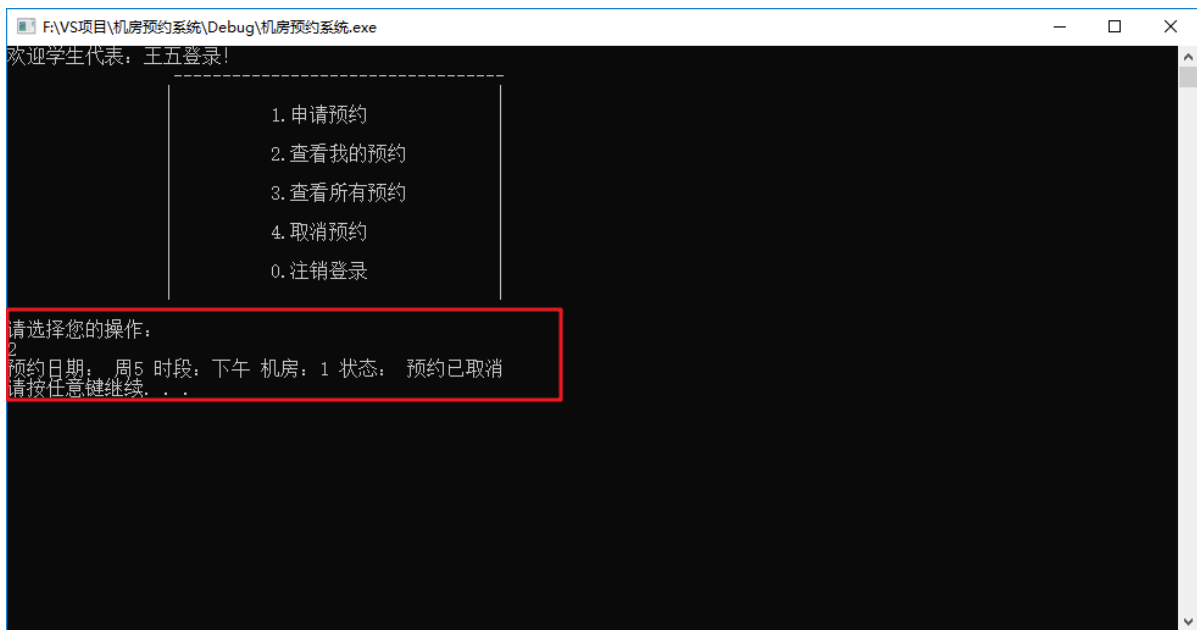 F:\VS项目\机房预约系统\Debug\机房预约系统.exe
欢迎学生代表：王五登录!
----------------------------------
1.申请预约
2.查看我的预约
3.查看所有预约
4.取消预约
0.注销登录
请选择您的操作：
2
预约日期： 周5 时段：下午 机房：1 状态： 预约已取消
请按任意键继续. . .